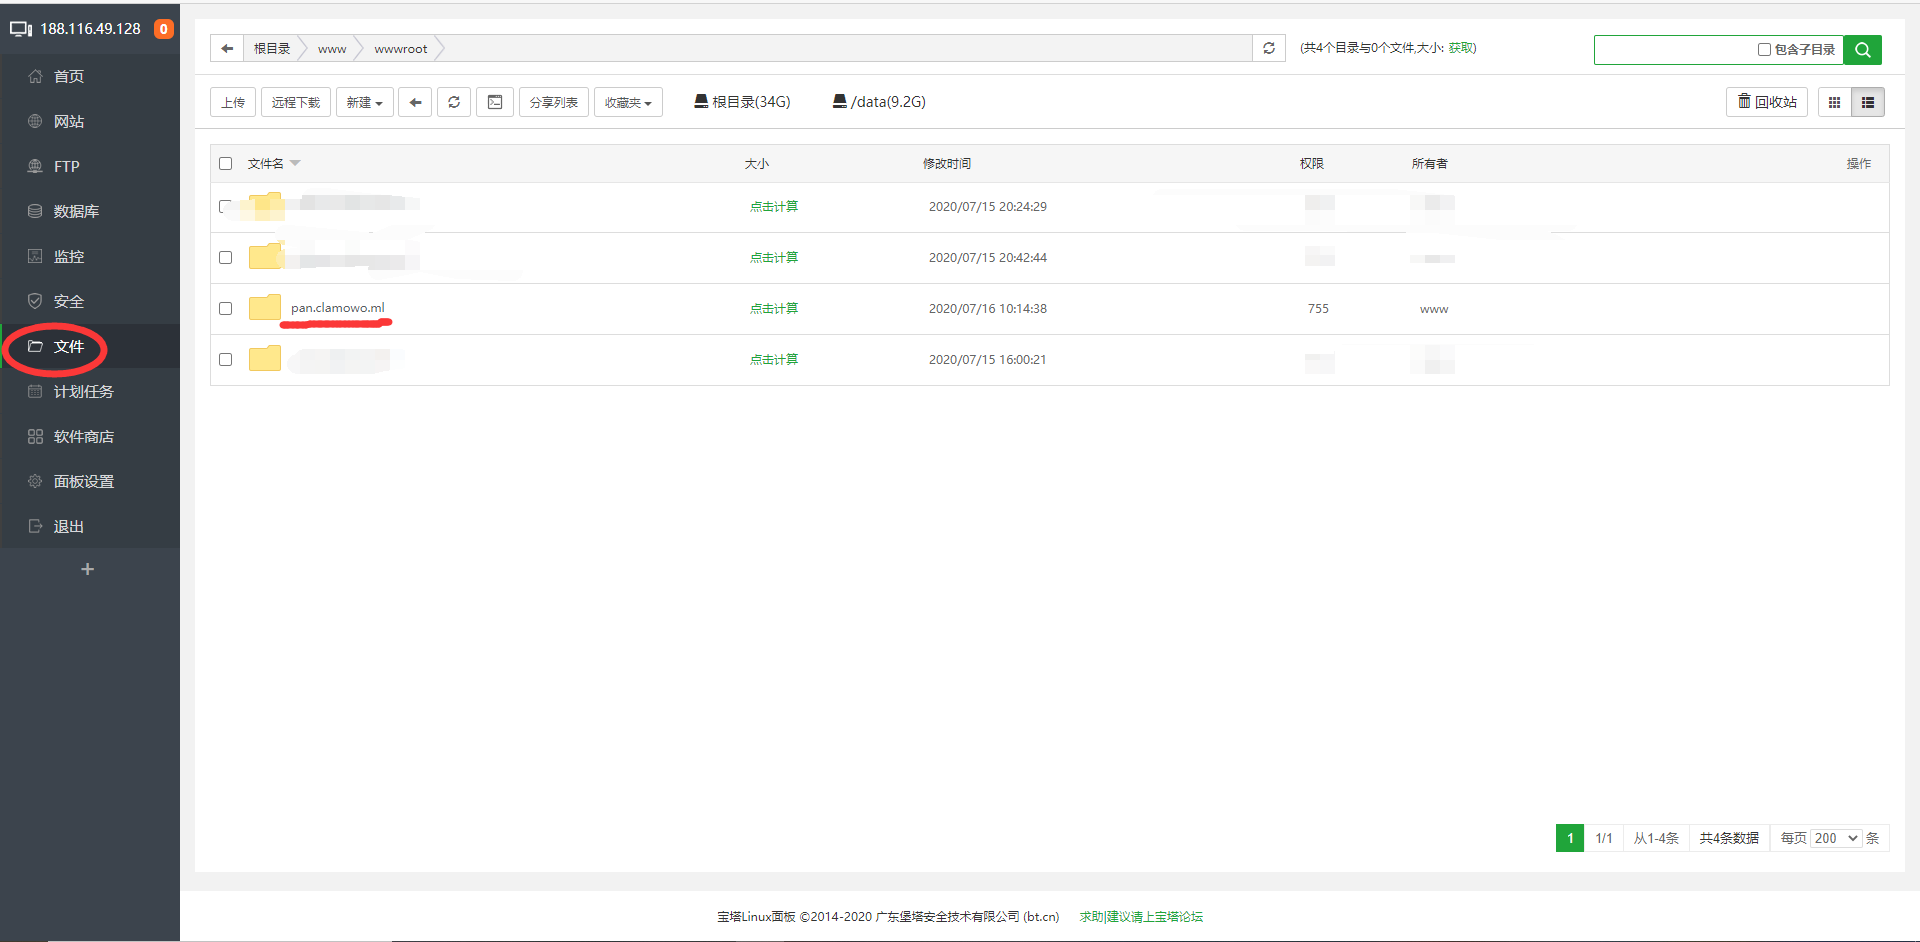 188.116.49.128 0
首页
网站
FTP
数据库
监控
安全
文件
计划任务
软件商店
面板设置
退出
+
根目录 www wwwroot (共4个目录与0个文件,大小: 获取) 包含子目录
上传 远程下载 新建 分享列表 收藏夹 根目录(34G) /data(9.2G) 回收站
文件名 大小 修改时间 权限 所有者 操作
点击计算 2020/07/15 20:24:29
点击计算 2020/07/15 20:42:44
pan.clamowo.ml 点击计算 2020/07/16 10:14:38 755 www
点击计算 2020/07/15 16:00:21
1 1/1 从1-4条 共4条数据 每页 200 条
宝塔Linux面板 ©2014-2020 广东堡塔安全技术有限公司 (bt.cn) 求助|建议请上宝塔论坛